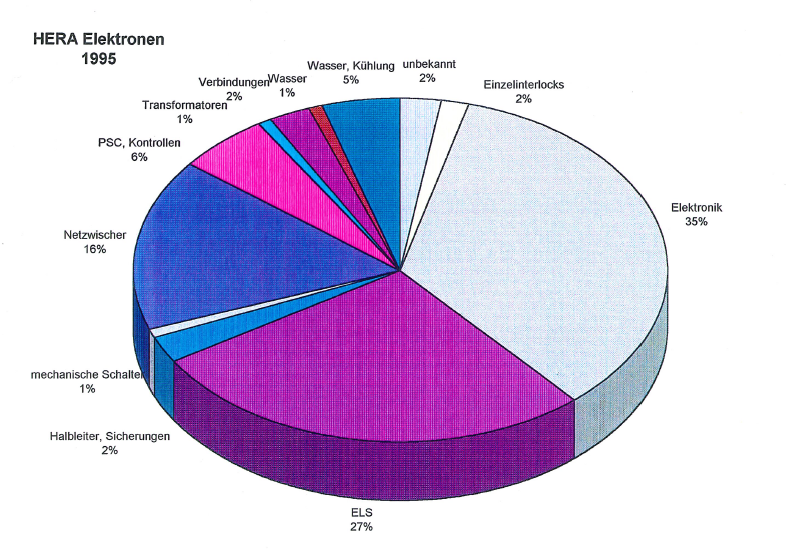 HERA Elektronen
1995
unbekannt
2%
Einzelinterlocks
2%
Elektronik
35%
ELS
27%
Halbleiter, Sicherungen
2%
mechanische Schalter
1%
Netzwischer
16%
PSC, Kontrollen
6%
Transformatoren
1%
Verbindungen
2%
Wasser
1%
Wasser, Kühlung
5%